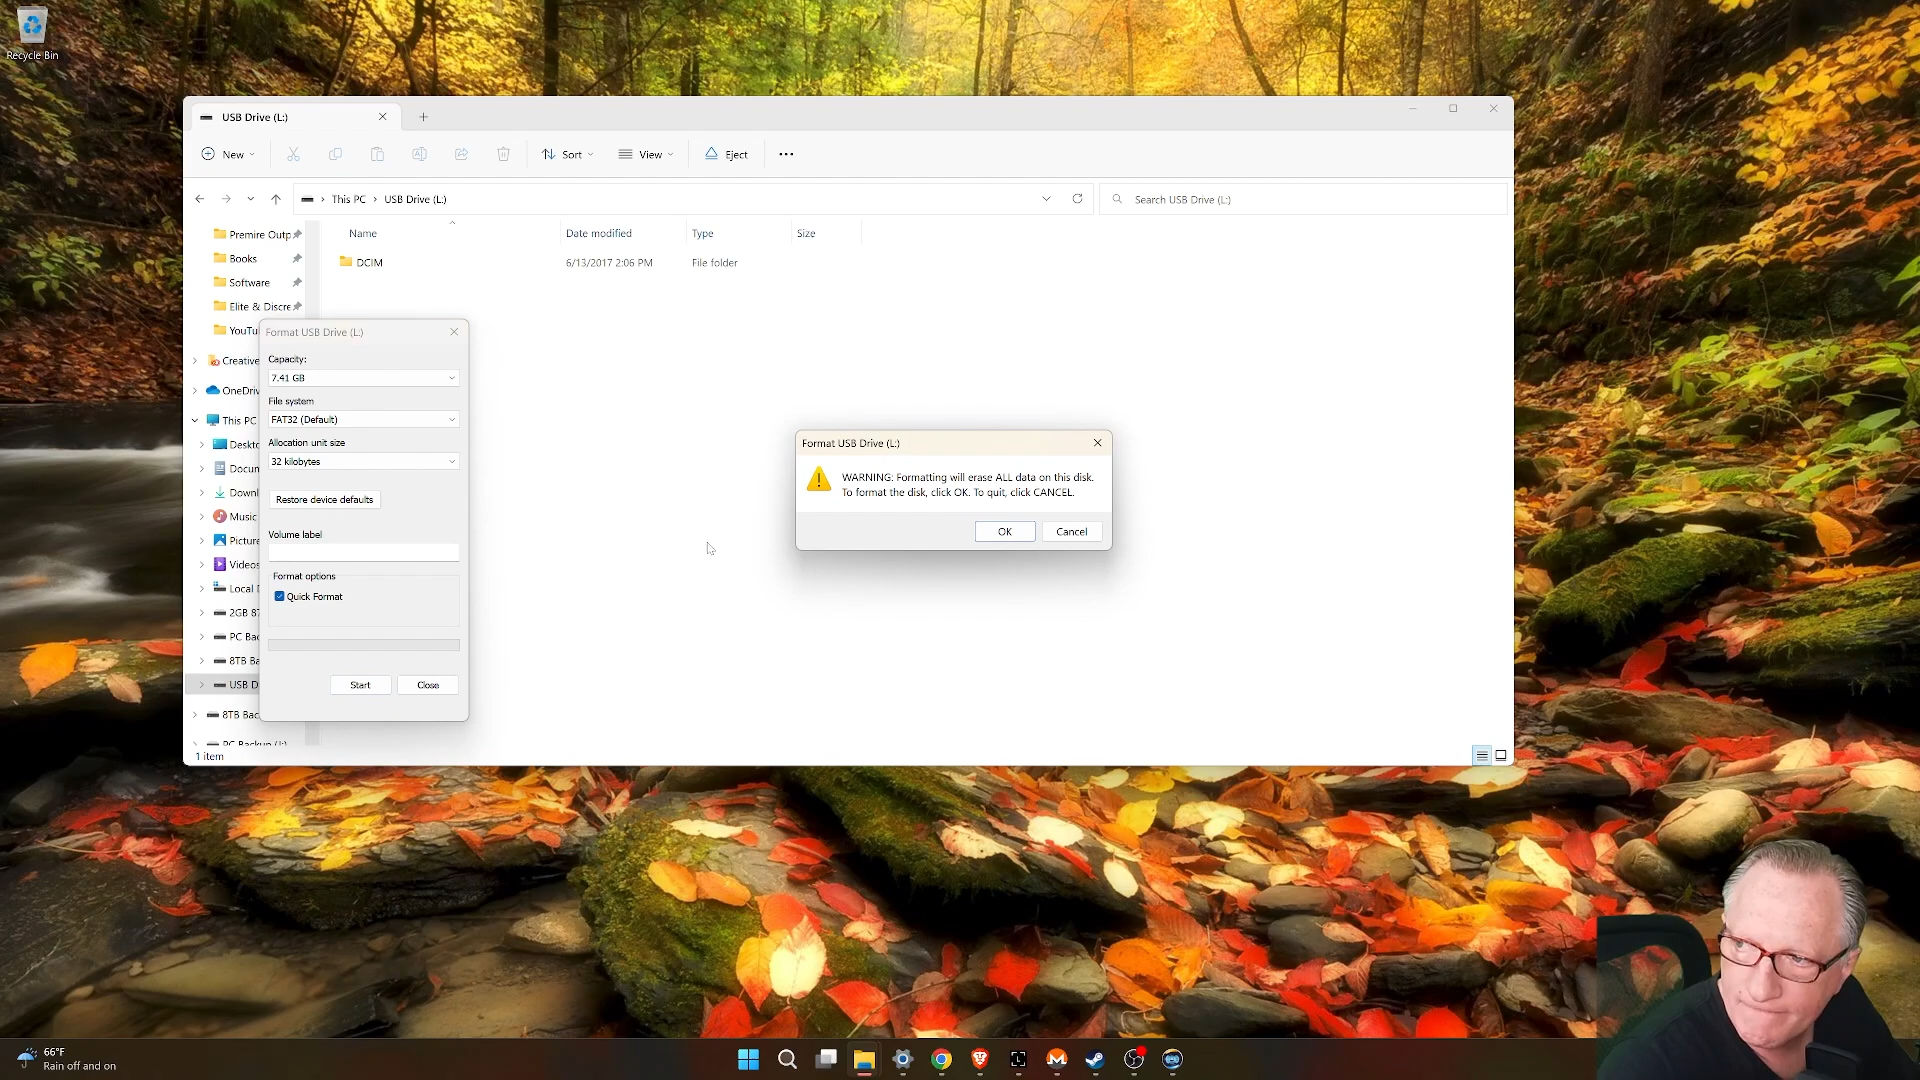 Recycle Bin
USB Drive (L:)
New
Sort
View
Eject
This PC
USB Drive (L:)
Search USB Drive (L:)
Name
Date modified
Type
Size
DCIM
6/13/2017 2:06 PM
File folder
Premire Outp
Books
Software
Elite & Discre
YouTu
Creative
OneDriv
This PC
Deskto
Docum
Downl
Music
Picture
Videos
Local D
2GB 87
PC Bac
8TB Ba
USB D
8TB Bac
PC Backup (J:)
1 item
Format USB Drive (L:)
Capacity:
7.41 GB
File system
FAT32 (Default)
Allocation unit size
32 kilobytes
Restore device defaults
Volume label
Format options
Quick Format
Start
Close
Format USB Drive (L:)
WARNING: Formatting will erase ALL data on this disk.
To format the disk, click OK. To quit, click CANCEL.
OK
Cancel
66°F
Rain off and on